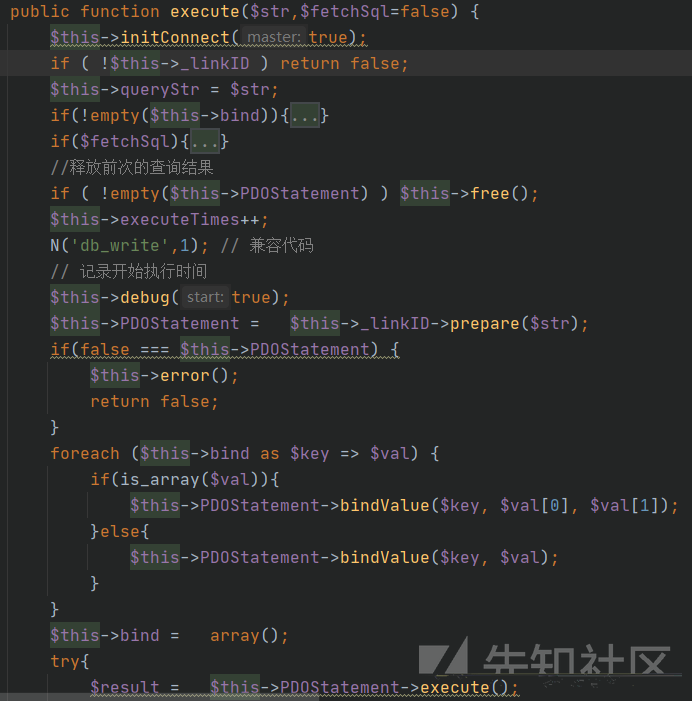 public function execute($str,$fetchSql=false) {
$this->initConnect( master: true);
if ( !$this->_linkID ) return false;
$this->queryStr = $str;
if(!empty($this->bind)){...}
if($fetchSql){...}
//释放前次的查询结果
if ( !empty($this->PDOStatement) ) $this->free();
$this->executeTimes++;
N('db_write',1); // 兼容代码
// 记录开始执行时间
$this->debug( start: true);
$this->PDOStatement = $this->_linkID->prepare($str);
if(false === $this->PDOStatement) {
$this->error();
return false;
}
foreach ($this->bind as $key => $val) {
if(is_array($val)){
$this->PDOStatement->bindValue($key, $val[0], $val[1]);
}else{
$this->PDOStatement->bindValue($key, $val);
}
}
$this->bind = array();
try{
$result = $this->PDOStatement->execute();
先知社区